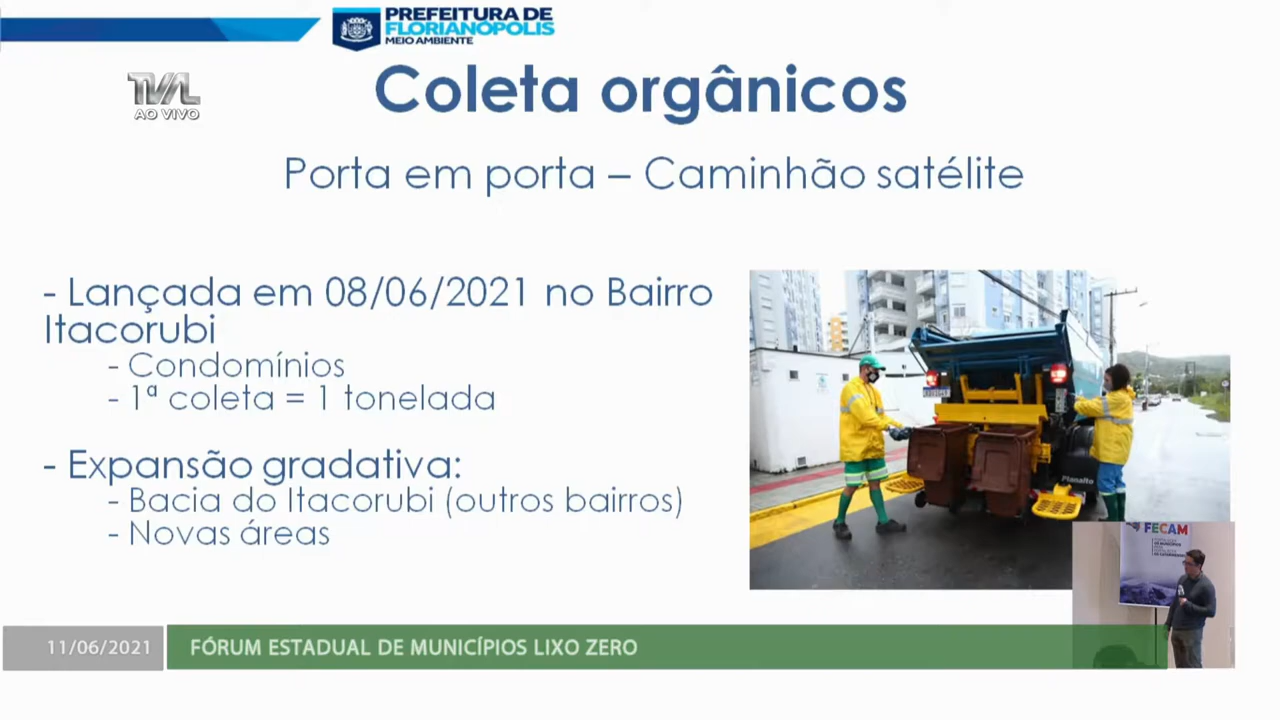 PREFEITURA DE
FLORIANÓPOLIS
MEIO AMBIENTE
TVAL
AO VIVO
Coleta orgânicos
Porta em porta – Caminhão satélite
- Lançada em 08/06/2021 no Bairro
Itacorubi
- Condomínios
- 1ª coleta = 1 tonelada
- Expansão gradativa:
- Bacia do Itacorubi (outros bairros)
- Novas áreas
Planalto
FECAM
11/06/2021
FÓRUM ESTADUAL DE MUNICÍPIOS LIXO ZERO